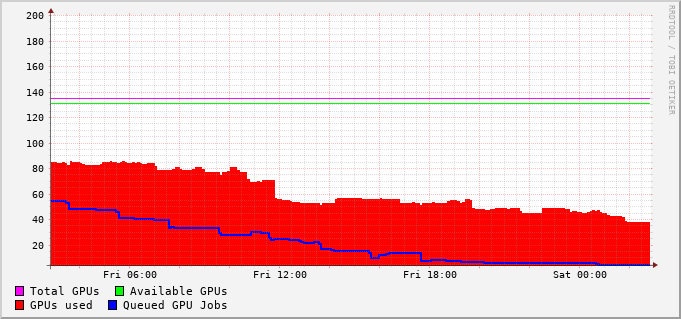 200
180
160
140
120
100
80
60
40
20
Fri 06:00 Fri 12:00 Fri 18:00 Sat 00:00
Total GPUs Available GPUs
GPUs used Queued GPU Jobs
RRDTOOL / TOBI OETIKER